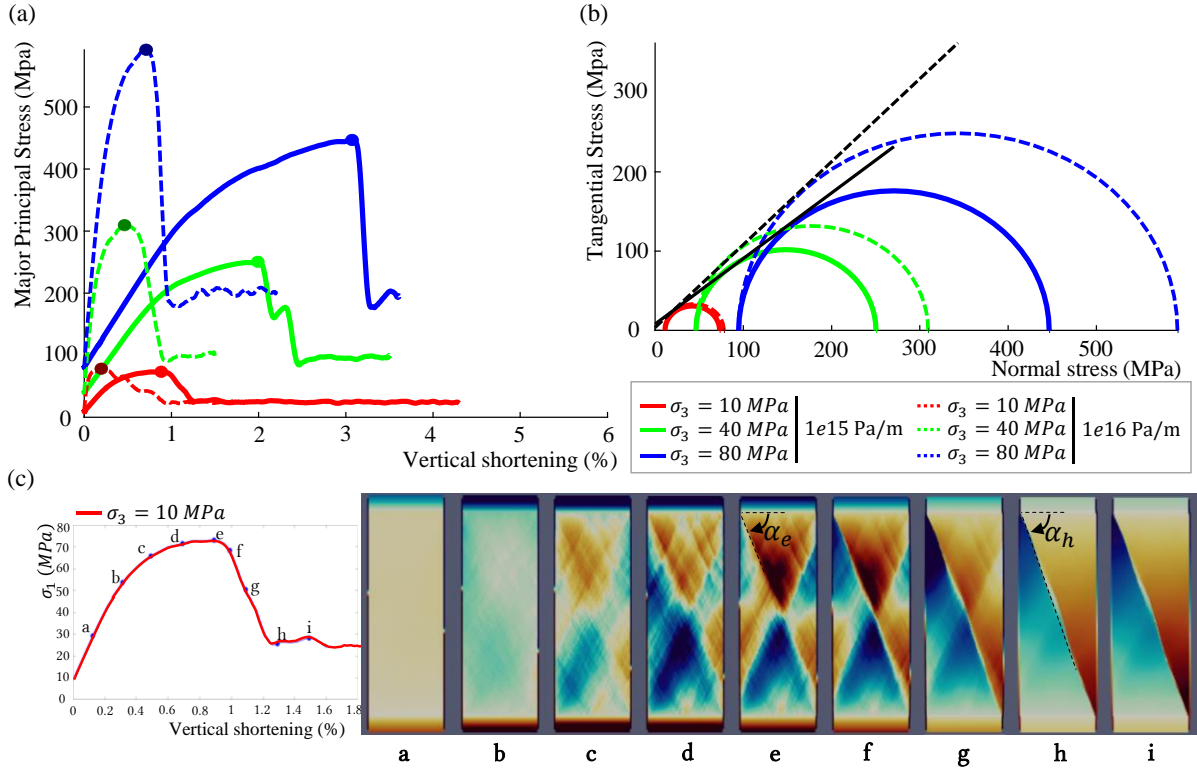 (a)
Major Principal Stress (Mpa)
500
400
300
200
100
0
0 1 2 3 4 5 6
Vertical shortening (%)
(b)
Tangential Stress (Mpa)
300
200
100
0
0 100 200 300 400 500
Normal stress (MPa)
σ₃ = 10 MPa
σ₃ = 40 MPa
σ₃ = 80 MPa
1e15 Pa/m
σ₃ = 10 MPa
σ₃ = 40 MPa
σ₃ = 80 MPa
1e16 Pa/m
(c)
σ₃ = 10 MPa
σ₁ (MPa)
80
70
60
50
40
30
20
10
0
0 0.2 0.4 0.6 0.8 1 1.2 1.4 1.6 1.8
Vertical shortening (%)
a
b
c
d
e
f
g
h
i
αₑ
αₕ
a b c d e f g h i